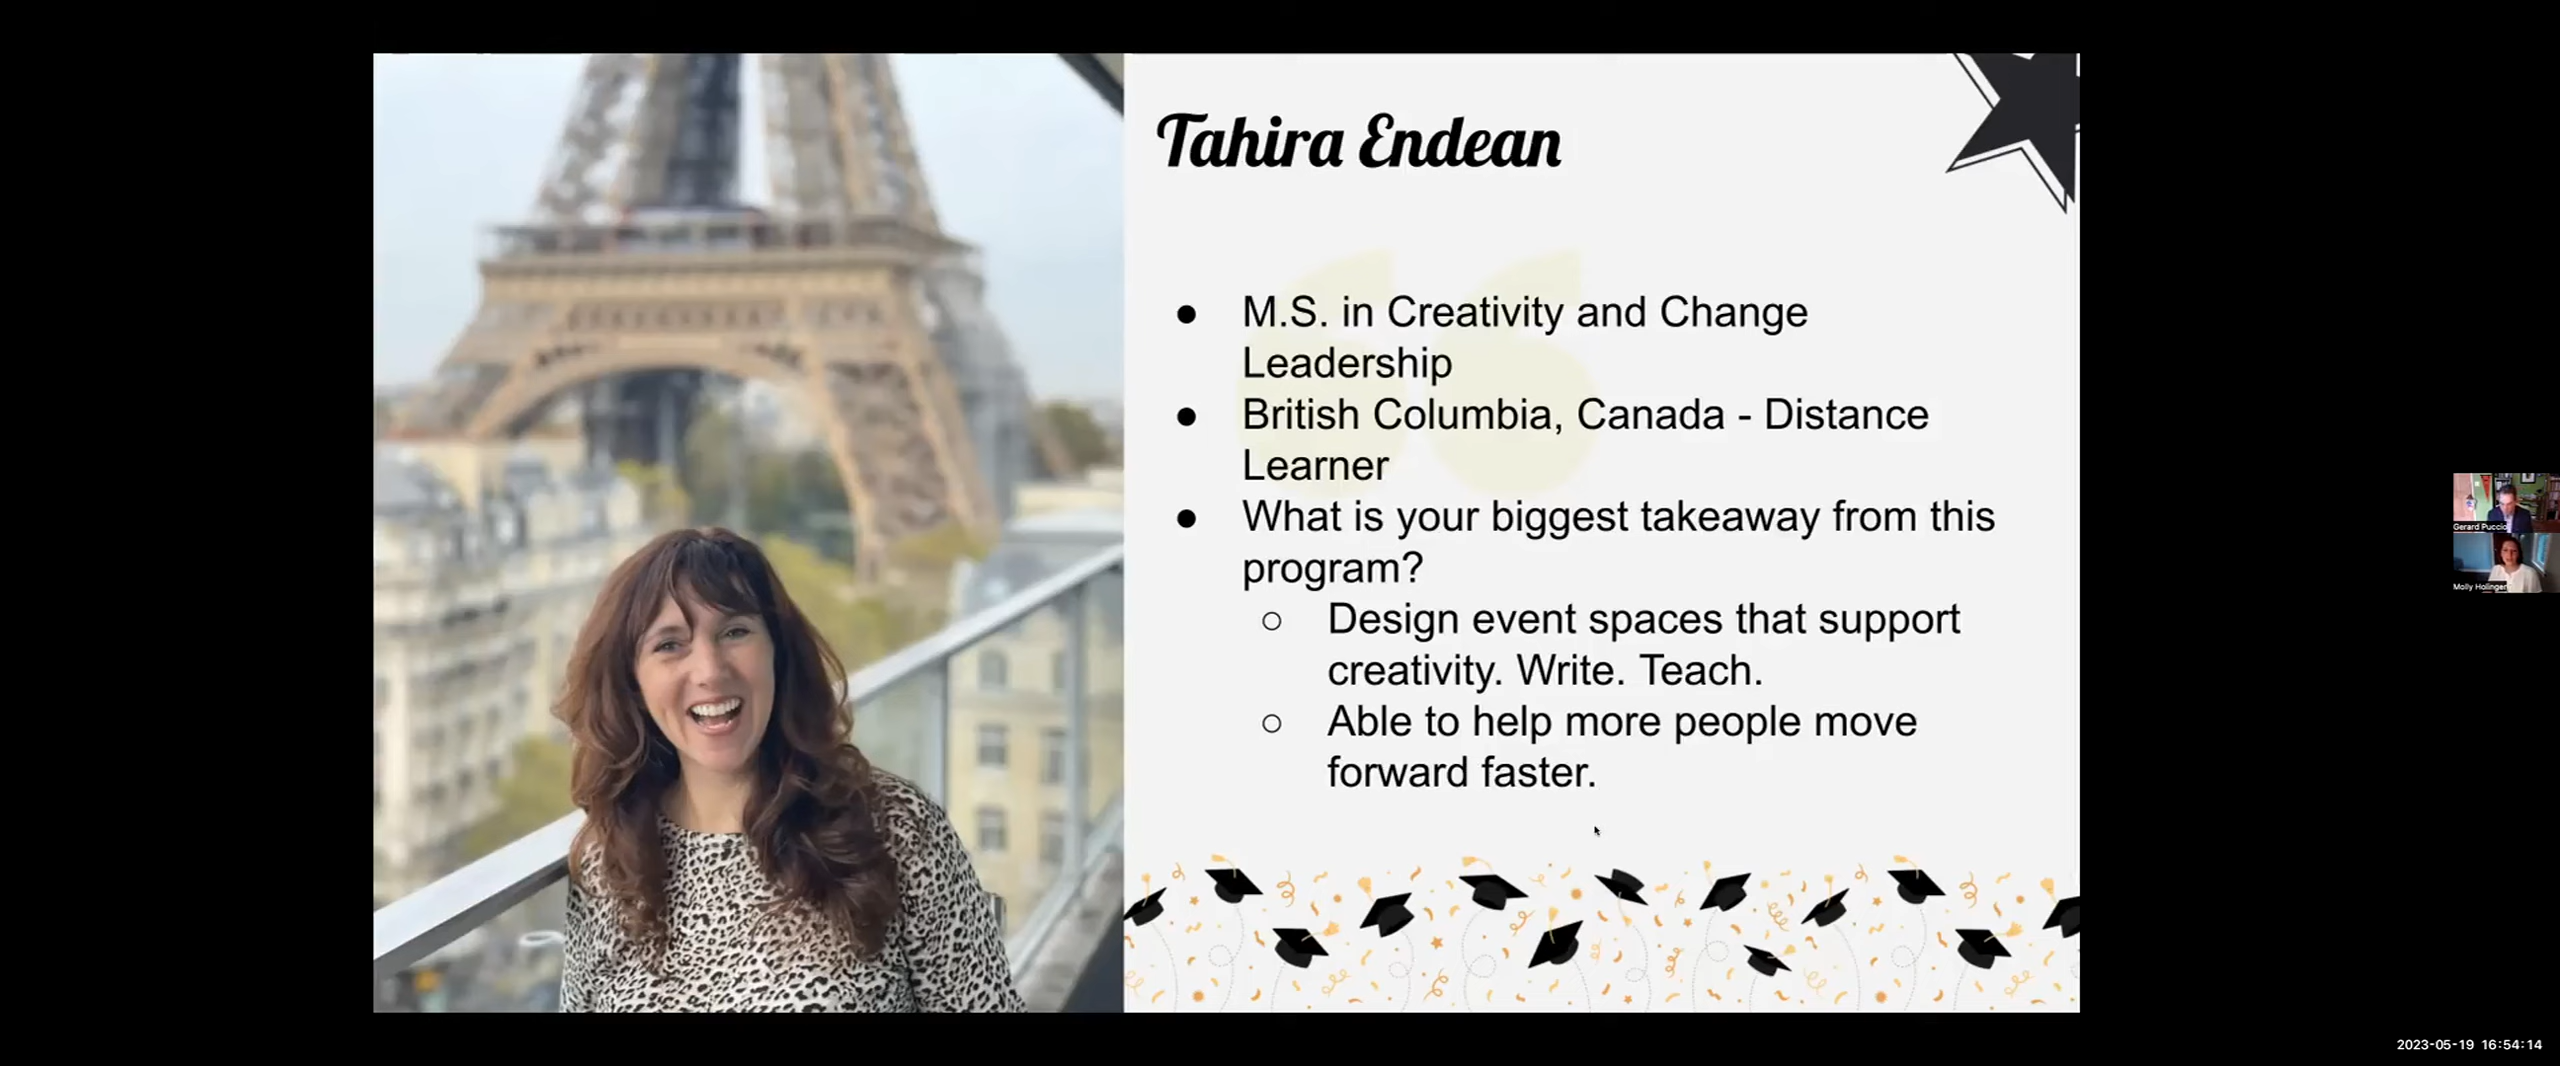 Tahira Endean
● M.S. in Creativity and Change
Leadership
● British Columbia, Canada - Distance
Learner
● What is your biggest takeaway from this
program?
○ Design event spaces that support
creativity. Write. Teach.
○ Able to help more people move
forward faster.
Gerard Puccio
Molly Holinger
2023-05-19 16:54:14